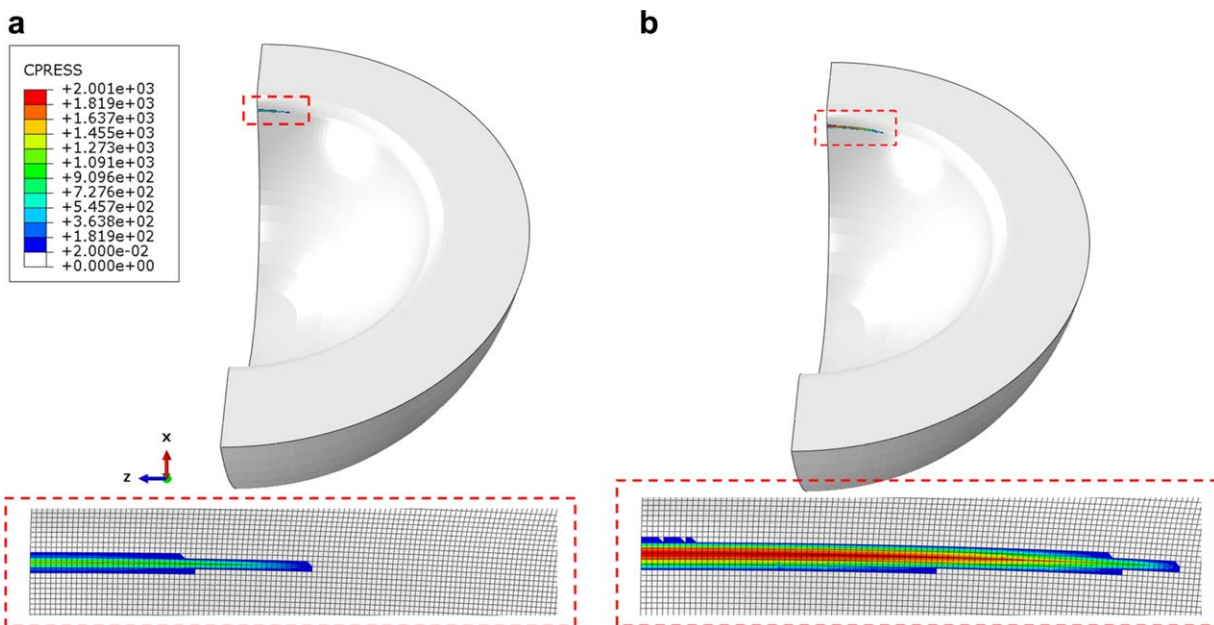 a
b
CPRESS
+2.001e+03
+1.819e+03
+1.637e+03
+1.455e+03
+1.273e+03
+1.091e+03
+9.096e+02
+7.276e+02
+5.457e+02
+3.638e+02
+1.819e+02
+2.000e-02
+0.000e+00
X
Z